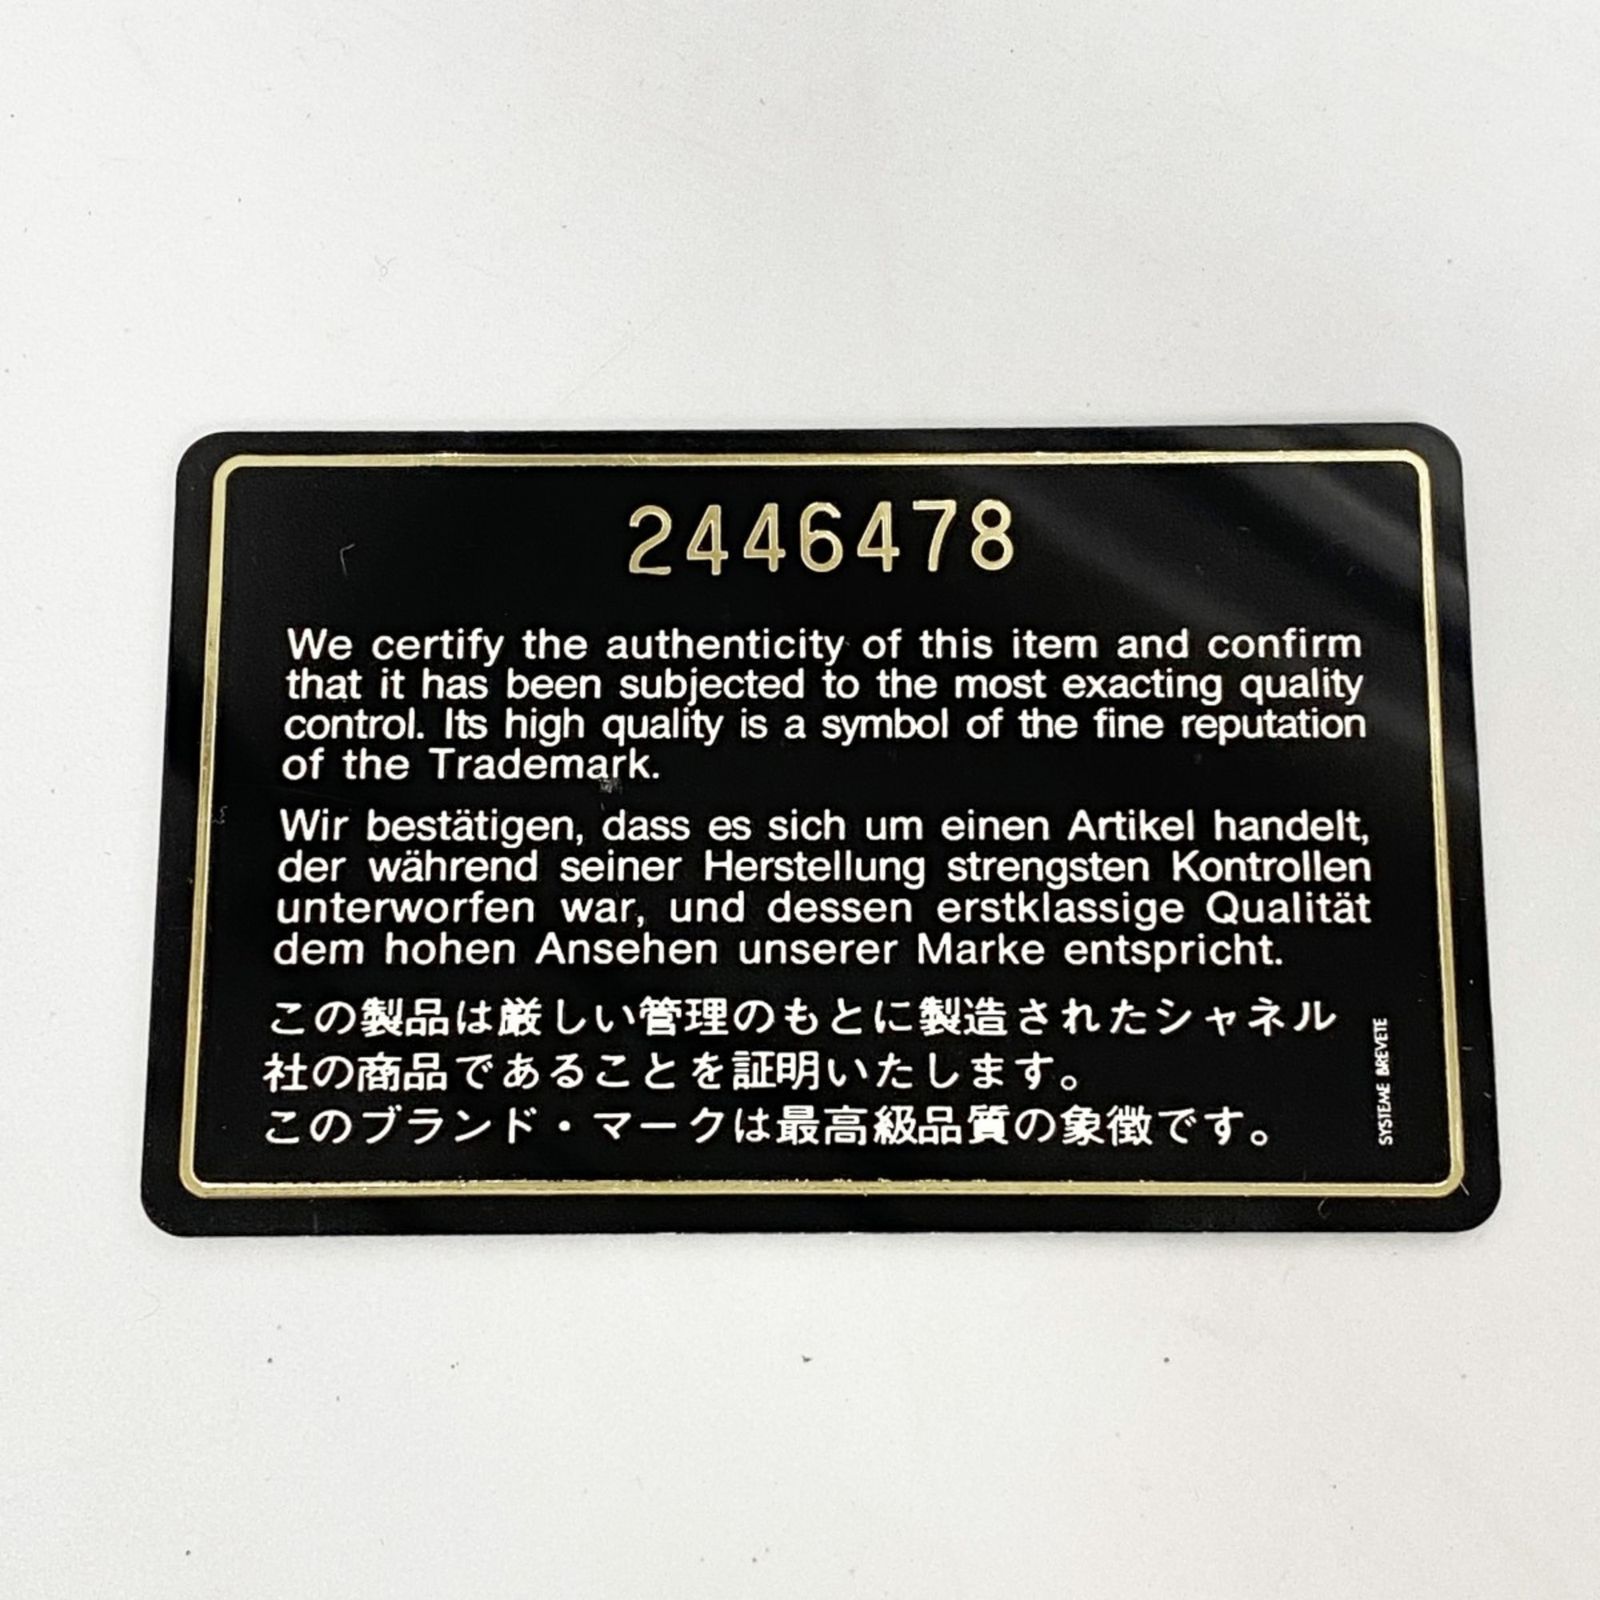 2446478
We certify the authenticity of this item and confirm
that it has been subjected to the most exacting quality
control. Its high quality is a symbol of the fine reputation
of the Trademark.
Wir bestätigen, dass es sich um einen Artikel handelt,
der während seiner Herstellung strengsten Kontrollen
unterworfen war, und dessen erstklassige Qualität
dem hohen Ansehen unserer Marke entspricht.
この製品は厳しい管理のもとに製造されたシャネル
社の商品であることを証明いたします。
このブランド・マークは最高級品質の象徴です。
SYSTEME BREVETE